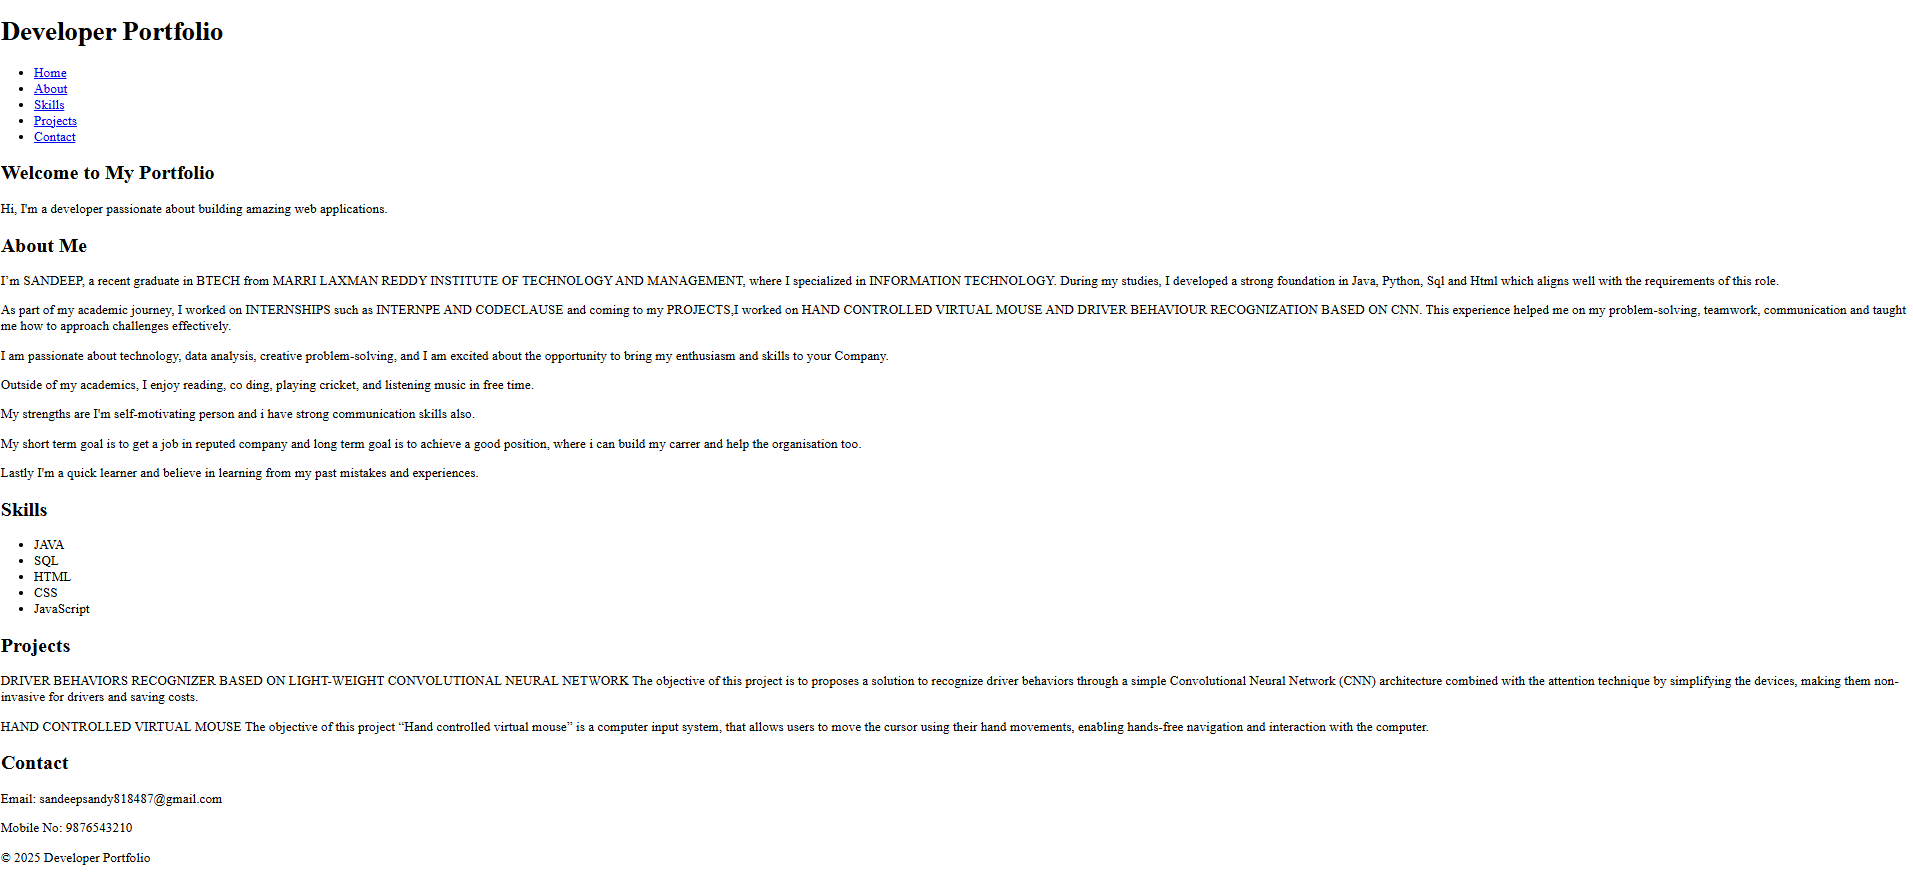 Developer Portfolio
Home
About
Skills
Projects
Contact
Welcome to My Portfolio
Hi, I'm a developer passionate about building amazing web applications.
About Me
I’m SANDEEP, a recent graduate in BTECH from MARRI LAXMAN REDDY INSTITUTE OF TECHNOLOGY AND MANAGEMENT, where I specialized in INFORMATION TECHNOLOGY. During my studies, I developed a strong foundation in Java, Python, Sql and Html which aligns well with the requirements of this role.
As part of my academic journey, I worked on INTERNSHIPS such as INTERNPE AND CODECLAUSE and coming to my PROJECTS,I worked on HAND CONTROLLED VIRTUAL MOUSE AND DRIVER BEHAVIOUR RECOGNIZATION BASED ON CNN. This experience helped me on my problem-solving, teamwork, communication and taught
me how to approach challenges effectively.
I am passionate about technology, data analysis, creative problem-solving, and I am excited about the opportunity to bring my enthusiasm and skills to your Company.
Outside of my academics, I enjoy reading, co ding, playing cricket, and listening music in free time.
My strengths are I'm self-motivating person and i have strong communication skills also.
My short term goal is to get a job in reputed company and long term goal is to achieve a good position, where i can build my carrer and help the organisation too.
Lastly I'm a quick learner and believe in learning from my past mistakes and experiences.
Skills
JAVA
SQL
HTML
CSS
JavaScript
Projects
DRIVER BEHAVIORS RECOGNIZER BASED ON LIGHT-WEIGHT CONVOLUTIONAL NEURAL NETWORK The objective of this project is to proposes a solution to recognize driver behaviors through a simple Convolutional Neural Network (CNN) architecture combined with the attention technique by simplifying the devices, making them non-
invasive for drivers and saving costs.
HAND CONTROLLED VIRTUAL MOUSE The objective of this project “Hand controlled virtual mouse” is a computer input system, that allows users to move the cursor using their hand movements, enabling hands-free navigation and interaction with the computer.
Contact
Email: sandeepsandy818487@gmail.com
Mobile No: 9876543210
© 2025 Developer Portfolio